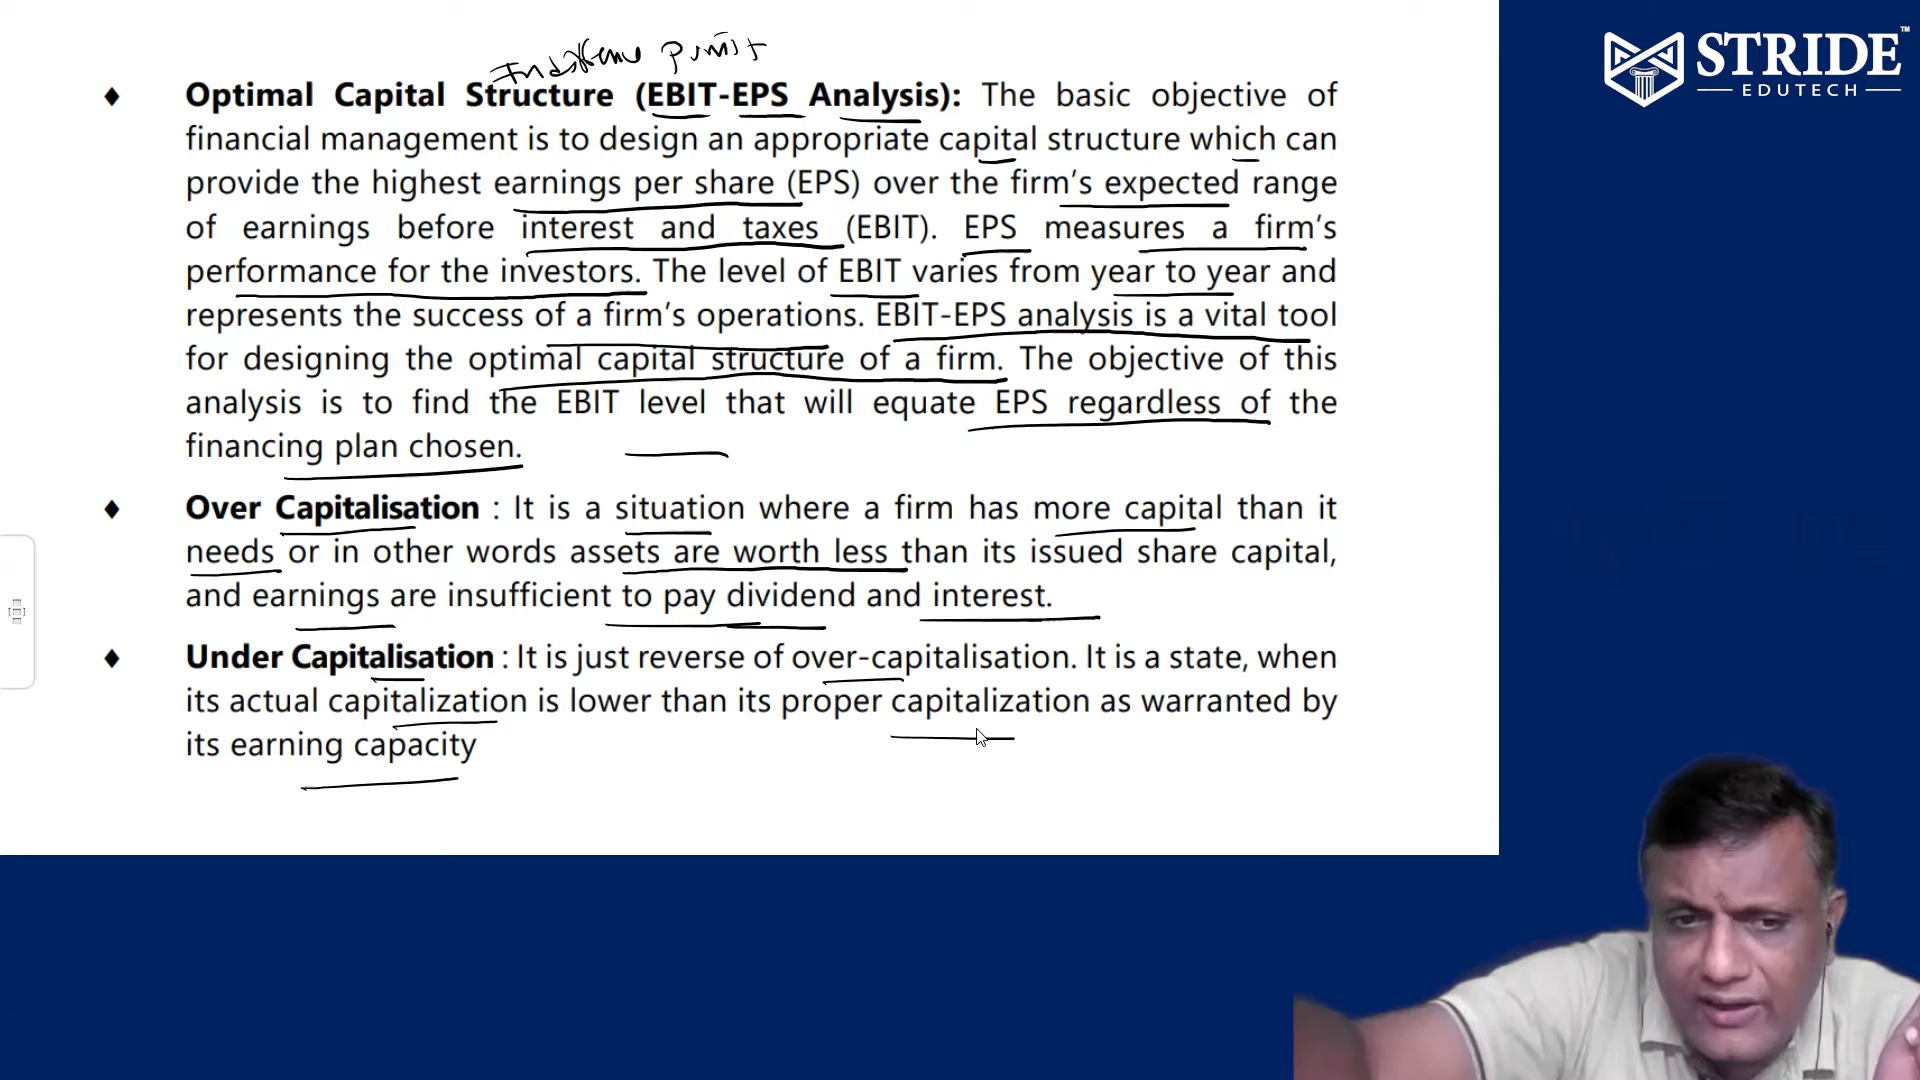 Indifference point
Optimal Capital Structure (EBIT-EPS Analysis): The basic objective of
financial management is to design an appropriate capital structure which can
provide the highest earnings per share (EPS) over the firm’s expected range
of earnings before interest and taxes (EBIT). EPS measures a firm’s
performance for the investors. The level of EBIT varies from year to year and
represents the success of a firm’s operations. EBIT-EPS analysis is a vital tool
for designing the optimal capital structure of a firm. The objective of this
analysis is to find the EBIT level that will equate EPS regardless of the
financing plan chosen.
Over Capitalisation : It is a situation where a firm has more capital than it
needs or in other words assets are worth less than its issued share capital,
and earnings are insufficient to pay dividend and interest.
Under Capitalisation : It is just reverse of over-capitalisation. It is a state, when
its actual capitalization is lower than its proper capitalization as warranted by
its earning capacity
STRIDE™
EDUTECH